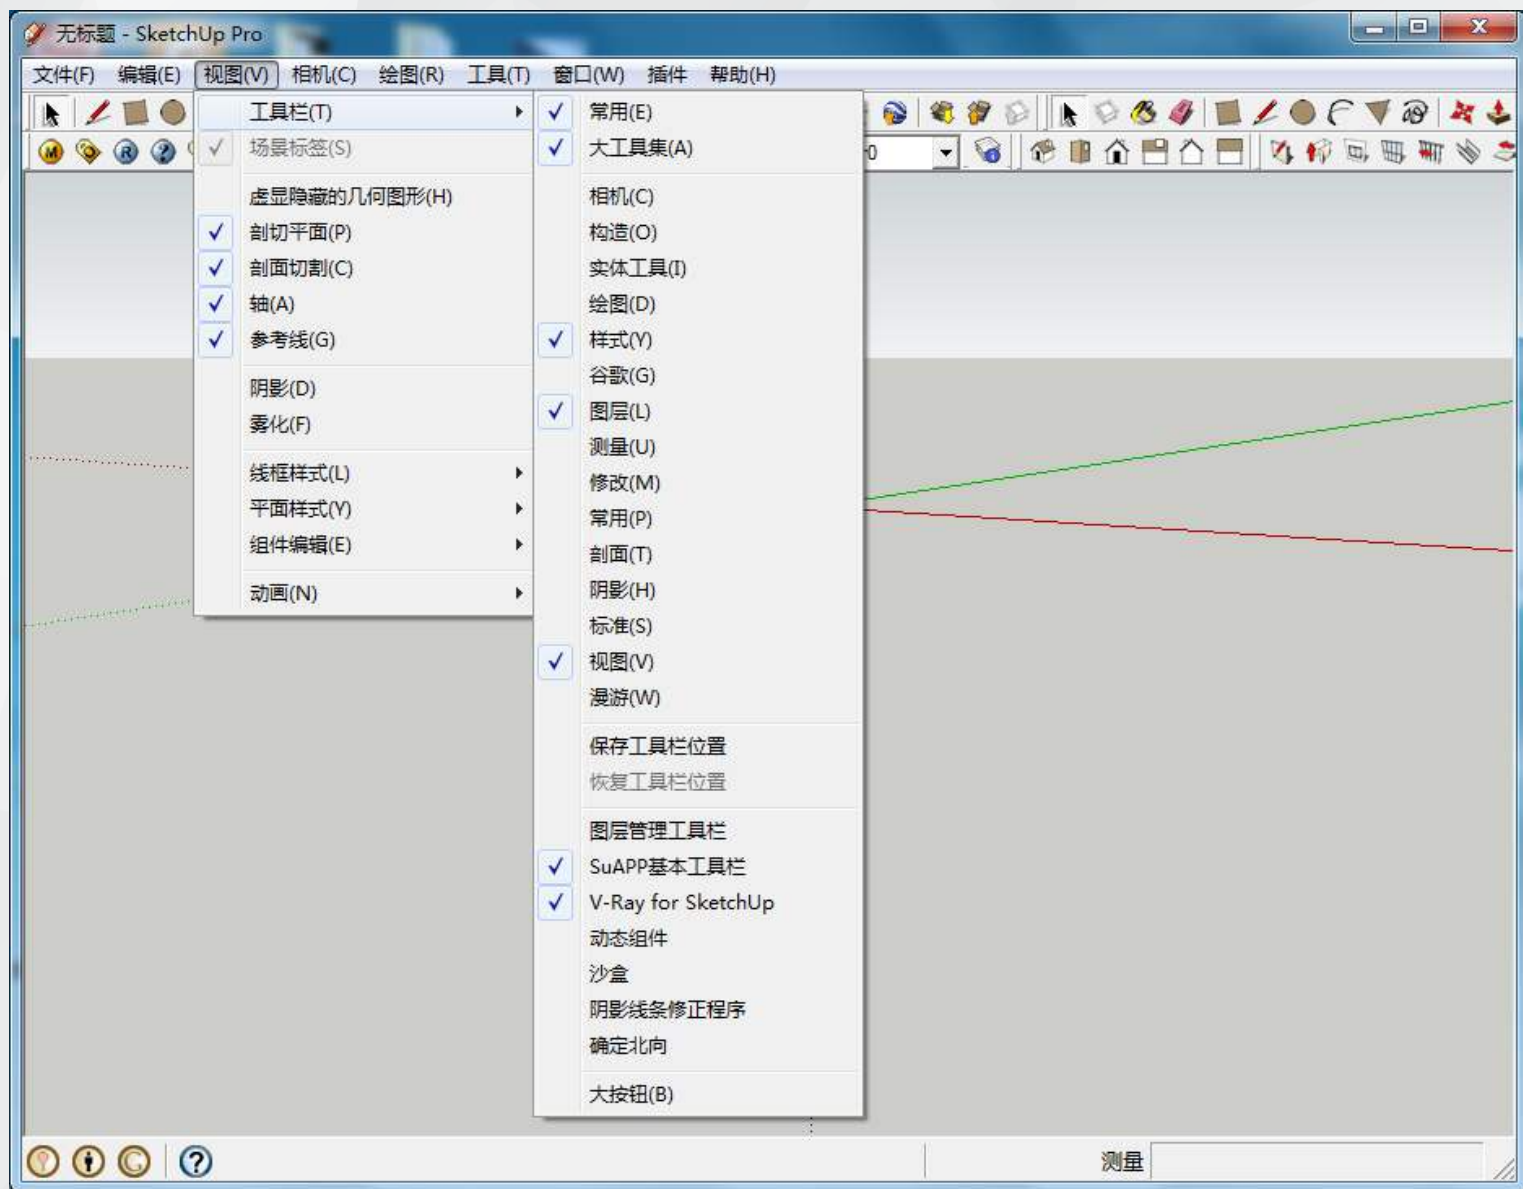 无标题 - SketchUp Pro
文件(F) 编辑(E) 视图(V) 相机(C) 绘图(R) 工具(T) 窗口(W) 插件 帮助(H)
工具栏(T)
场景标签(S)
虚显隐藏的几何图形(H)
剖切平面(P)
剖面切割(C)
轴(A)
参考线(G)
阴影(D)
雾化(F)
线框样式(L)
平面样式(Y)
组件编辑(E)
动画(N)
常用(E)
大工具集(A)
相机(C)
构造(O)
实体工具(I)
绘图(D)
样式(Y)
谷歌(G)
图层(L)
测量(U)
修改(M)
常用(P)
剖面(T)
阴影(H)
标准(S)
视图(V)
漫游(W)
保存工具栏位置
恢复工具栏位置
图层管理工具栏
SuAPP基本工具栏
V-Ray for SketchUp
动态组件
沙盒
阴影线条修正程序
确定北向
大按钮(B)
测量